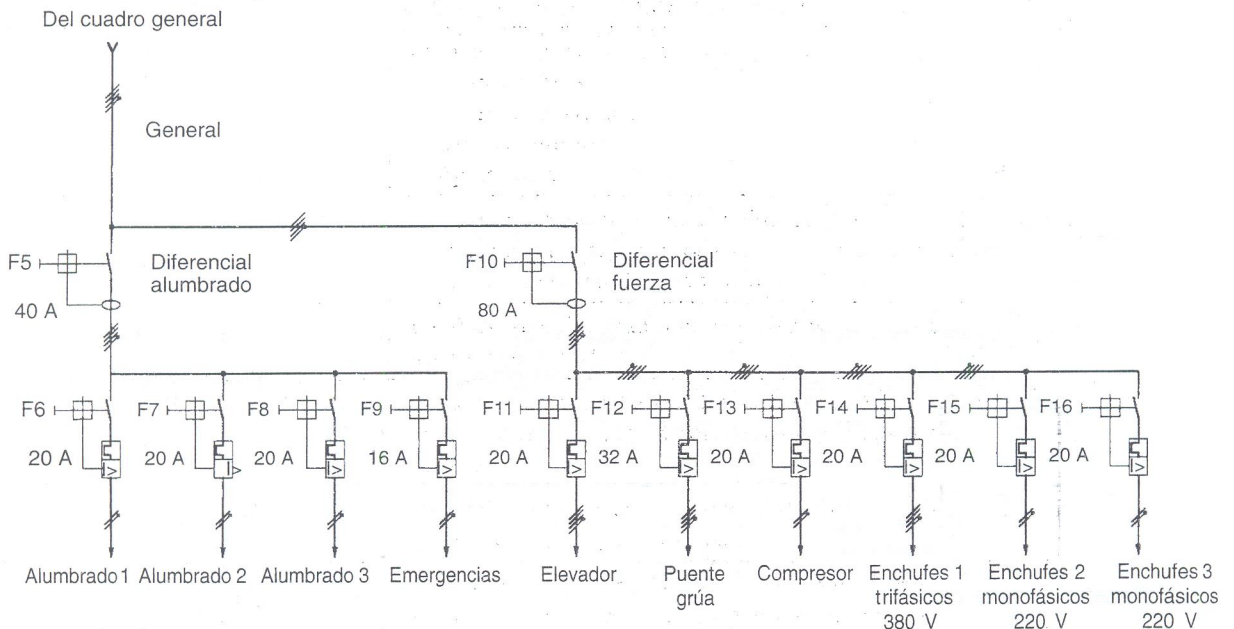 Del cuadro general
General
F5
Diferencial
alumbrado
40 A
F10
Diferencial
fuerza
80 A
F6
F7
F8
F9
F11
F12
F13
F14
F15
F16
20 A
20 A
20 A
16 A
20 A
32 A
20 A
20 A
20 A
20 A
I>
I>
I>
I>
I>
I>
I>
I>
I>
I>
Alumbrado 1
Alumbrado 2
Alumbrado 3
Emergencias
Elevador
Puente
grúa
Compresor
Enchufes 1
trifásicos
380 V
Enchufes 2
monofásicos
220 V
Enchufes 3
monofásicos
220 V